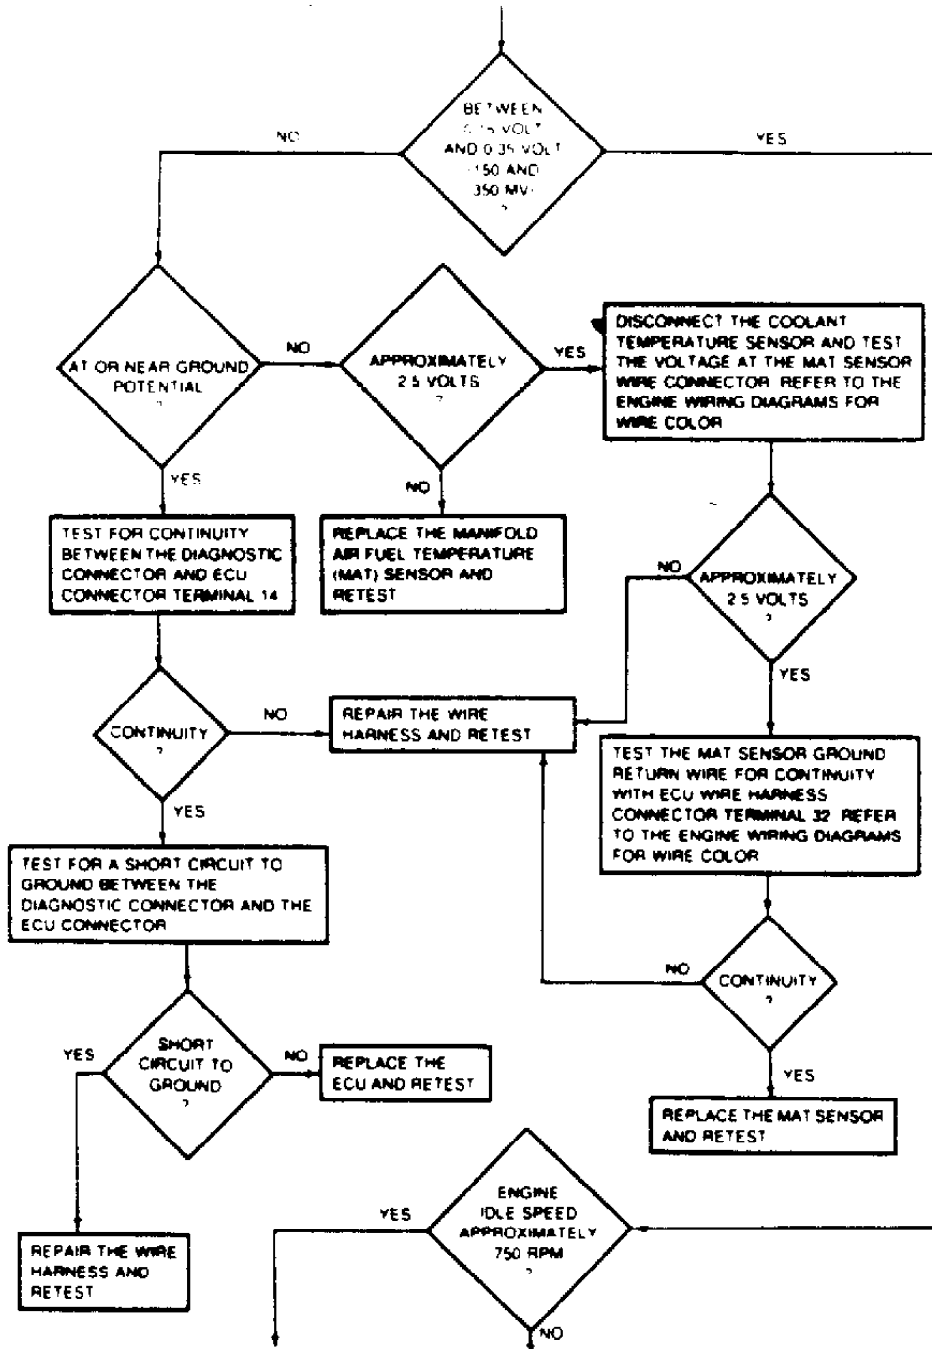 BETWEEN
0.15 VOLT
AND 0.35 VOLT
(150 AND
350 MV)
?
NO
YES
AT OR NEAR GROUND
POTENTIAL
?
NO
APPROXIMATELY
2.5 VOLTS
?
YES
DISCONNECT THE COOLANT
TEMPERATURE SENSOR AND TEST
THE VOLTAGE AT THE MAT SENSOR
WIRE CONNECTOR REFER TO THE
ENGINE WIRING DIAGRAMS FOR
WIRE COLOR
YES
NO
TEST FOR CONTINUITY
BETWEEN THE DIAGNOSTIC
CONNECTOR AND ECU
CONNECTOR TERMINAL 14
REPLACE THE MANIFOLD
AIR FUEL TEMPERATURE
(MAT) SENSOR AND
RETEST
NO
APPROXIMATELY
2.5 VOLTS
?
YES
CONTINUITY
?
NO
REPAIR THE WIRE
HARNESS AND RETEST
YES
TEST THE MAT SENSOR GROUND
RETURN WIRE FOR CONTINUITY
WITH ECU WIRE HARNESS
CONNECTOR TERMINAL 32 REFER
TO THE ENGINE WIRING DIAGRAMS
FOR WIRE COLOR
TEST FOR A SHORT CIRCUIT TO
GROUND BETWEEN THE
DIAGNOSTIC CONNECTOR AND THE
ECU CONNECTOR
NO
CONTINUITY
?
YES
YES
SHORT
CIRCUIT TO
GROUND
?
NO
REPLACE THE
ECU AND RETEST
REPLACE THE MAT SENSOR
AND RETEST
REPAIR THE WIRE
HARNESS AND
RETEST
YES
ENGINE
IDLE SPEED
APPROXIMATELY
750 RPM
?
NO